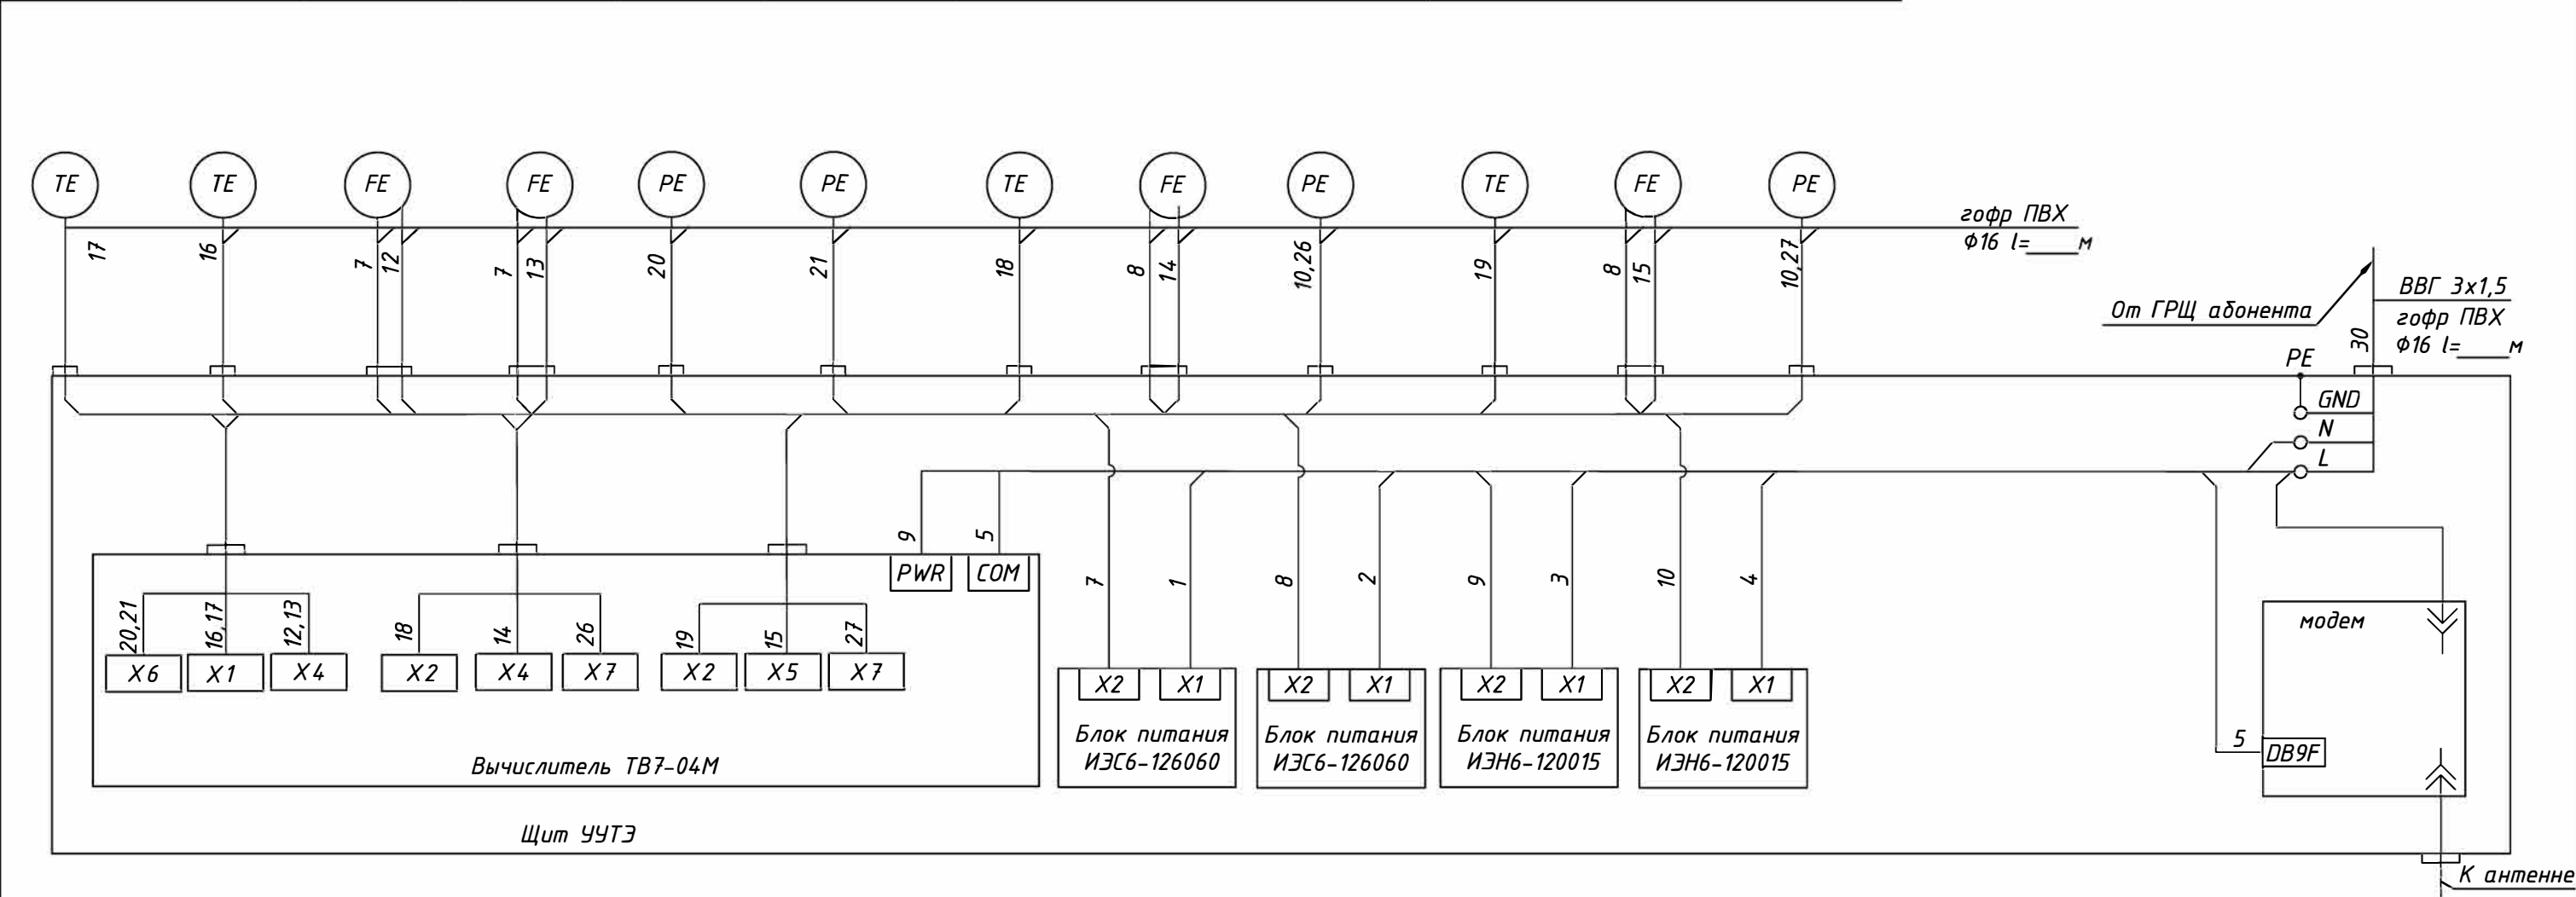 TE TE FE FE PE PE TE FE PE TE FE PE
гофр ПВХ
Ф16 l=____м
17 16 7 12 7 13 20 21 18 8 14 10,26 19 8 15 10,27
От ГРЩ абонента
ВВГ 3х1,5
гофр ПВХ
Ф16 l=____м
30
PE
GND
N
L
9 5
PWR COM
7 1 8 2 9 3 10 4
20,21 16,17 12,13 18 14 26 19 15 27
X6 X1 X4 X2 X4 X7 X2 X5 X7
Вычислитель ТВ7-04М
X2 X1
Блок питания
ИЭС6-126060
X2 X1
Блок питания
ИЭС6-126060
X2 X1
Блок питания
ИЭН6-120015
X2 X1
Блок питания
ИЭН6-120015
модем
5
DB9F
Щит УУТЭ
К антенне